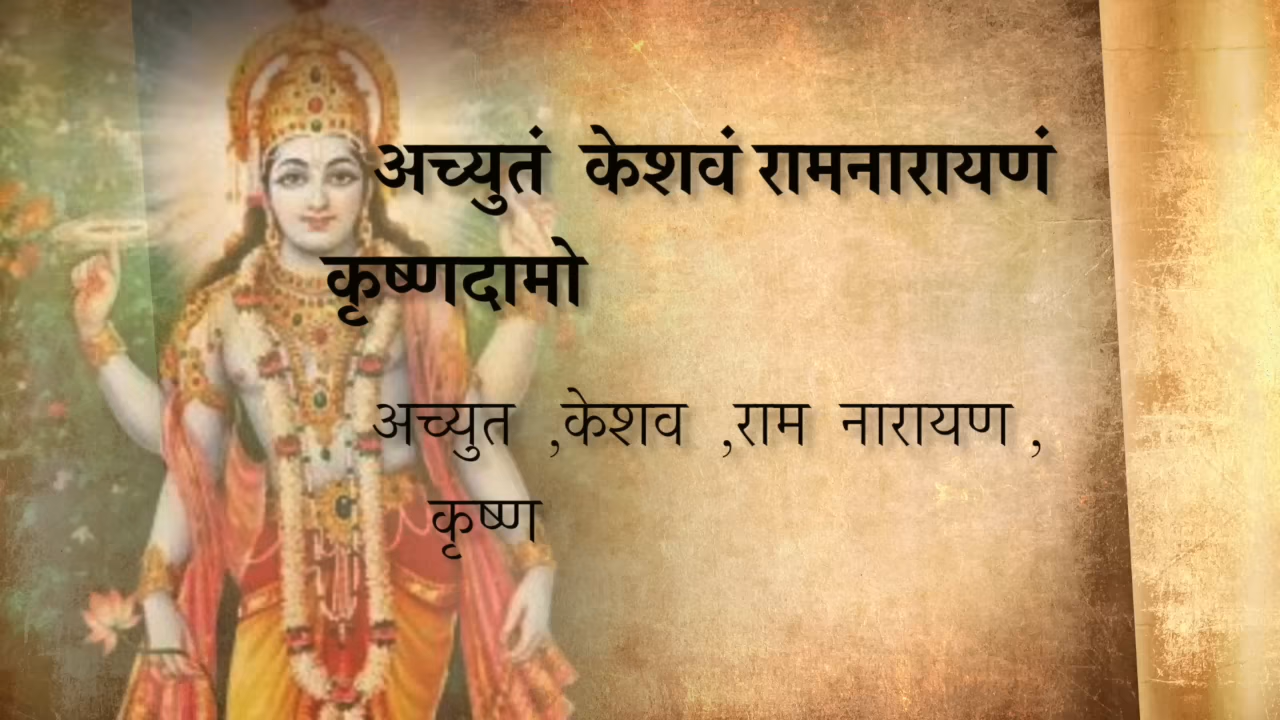 अच्युतं केशवं रामनारायणं
कृष्णदामो
अच्युत ,केशव ,राम नारायण ,
कृष्ण